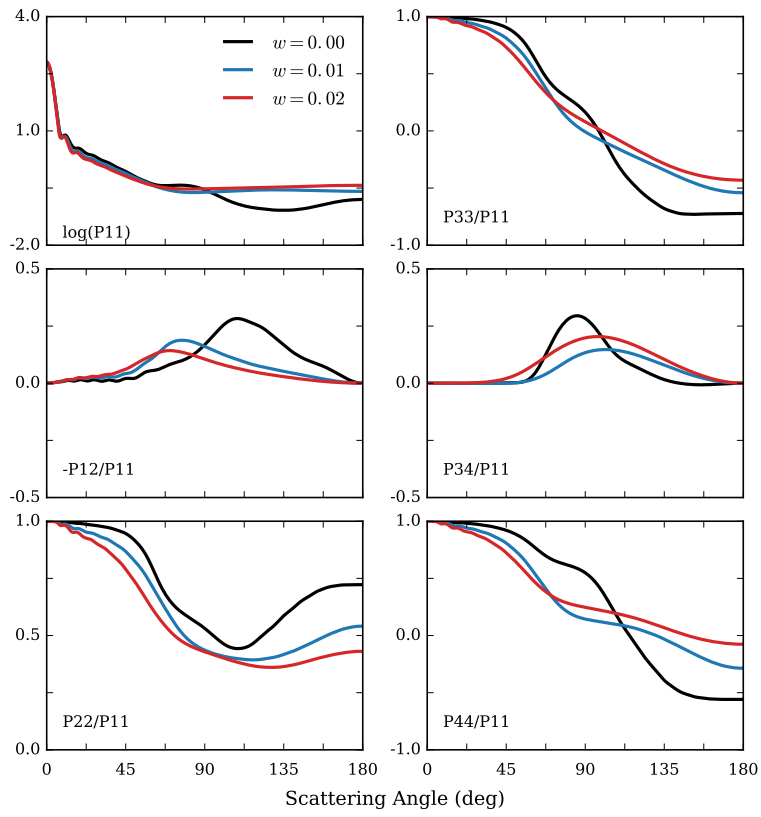 4.0
1.0
-2.0
w = 0.00
w = 0.01
w = 0.02
log(P11)
1.0
0.0
-1.0
P33/P11
0.5
0.0
-0.5
-P12/P11
0.5
0.0
-0.5
P34/P11
1.0
0.5
0.0
P22/P11
0 45 90 135 180
1.0
0.0
-1.0
P44/P11
0 45 90 135 180
Scattering Angle (deg)